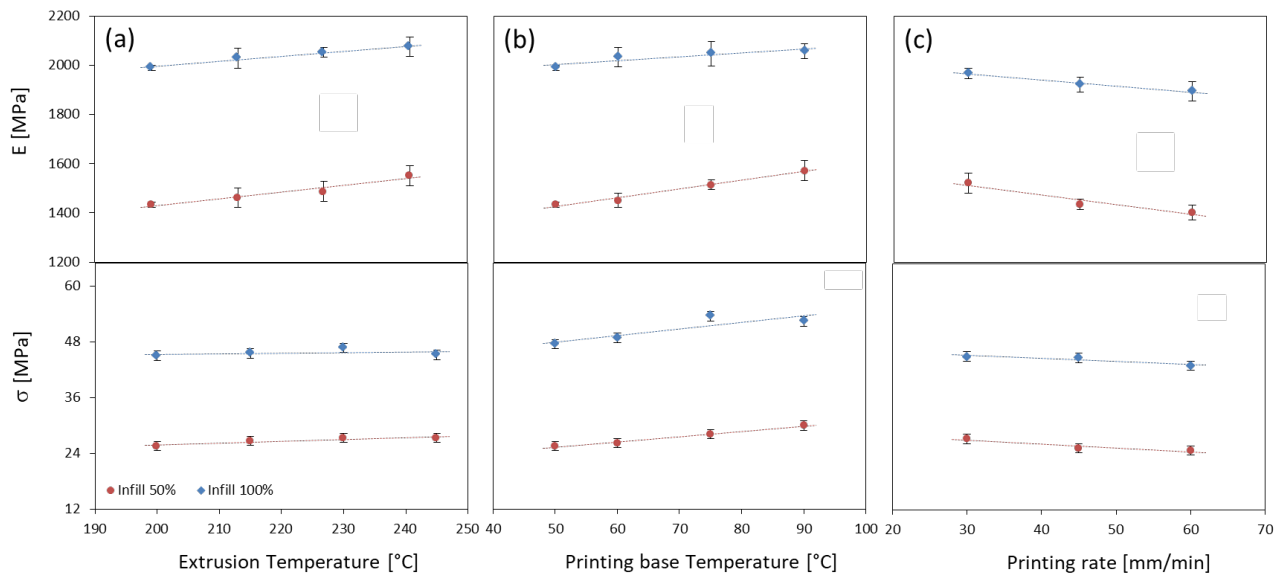 (a)
(b)
(c)
E [MPa]
2200
2000
1800
1600
1400
1200
σ [MPa]
60
48
36
24
12
Infill 50% Infill 100%
190 200 210 220 230 240 250
40 50 60 70 80 90 100
20 30 40 50 60 70
Extrusion Temperature [°C]
Printing base Temperature [°C]
Printing rate [mm/min]